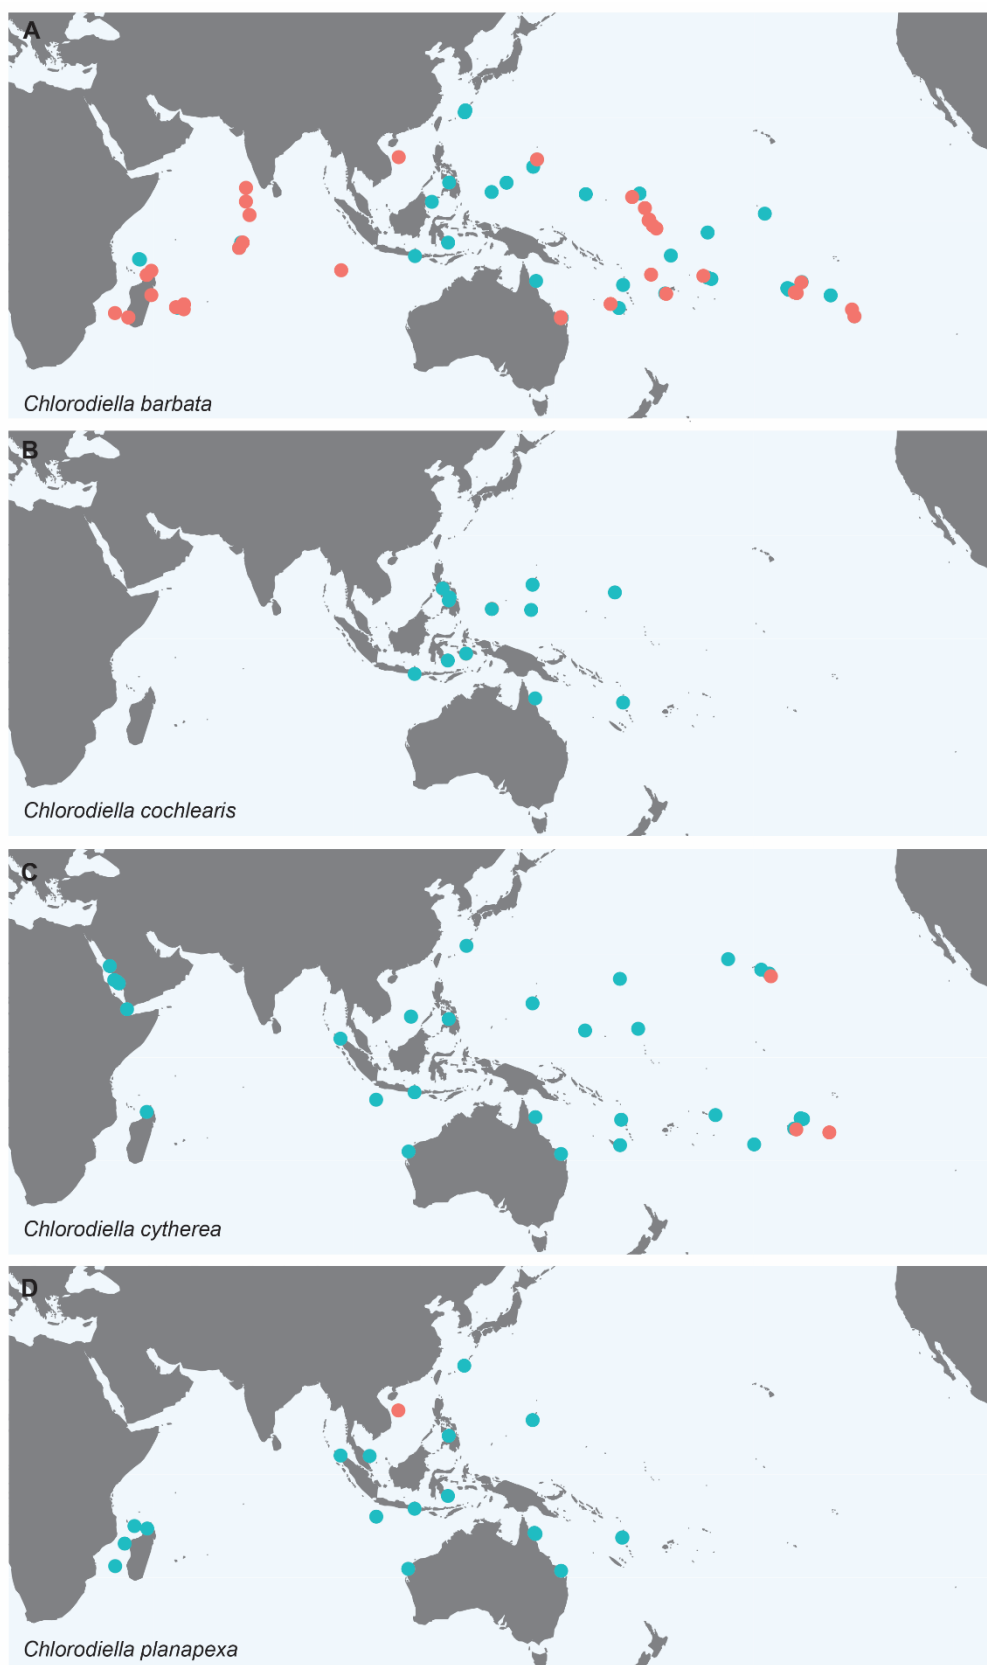 A
Chlorodiella barbata
B
Chlorodiella cochlearis
C
Chlorodiella cytherea
D
Chlorodiella planapexa